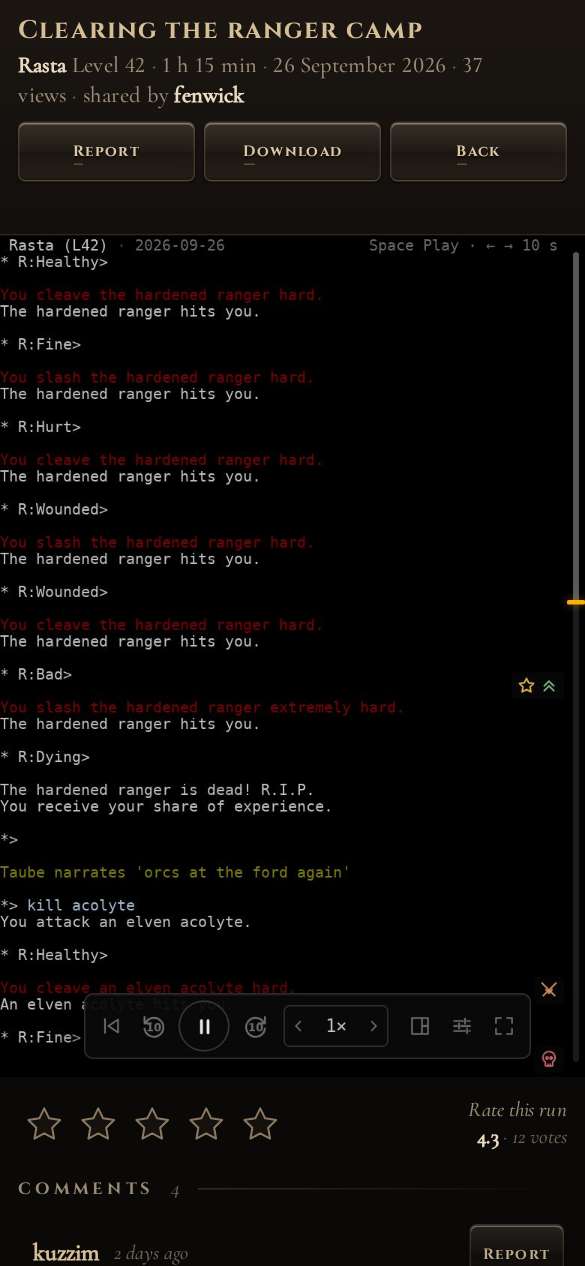 Clearing the ranger camp
Rasta Level 42 · 1 h 15 min · 26 September 2026 · 37
views · shared by fenwick
Report Download Back
Rasta (L42) · 2026-09-26 Space Play · ← → 10 s
* R:Healthy>
You cleave the hardened ranger hard.
The hardened ranger hits you.
* R:Fine>
You slash the hardened ranger hard.
The hardened ranger hits you.
* R:Hurt>
You cleave the hardened ranger hard.
The hardened ranger hits you.
* R:Wounded>
You slash the hardened ranger hard.
The hardened ranger hits you.
* R:Wounded>
You cleave the hardened ranger hard.
The hardened ranger hits you.
* R:Bad>
You slash the hardened ranger extremely hard.
The hardened ranger hits you.
* R:Dying>
The hardened ranger is dead! R.I.P.
You receive your share of experience.
*>
Taube narrates 'orcs at the ford again'
*> kill acolyte
You attack an elven acolyte.
* R:Healthy>
You cleave an elven acolyte hard.
An elven acolyte hits you.
* R:Fine>
10 10 1×
Rate this run
4.3 · 12 votes
Comments 4
kuzzim 2 days ago Report